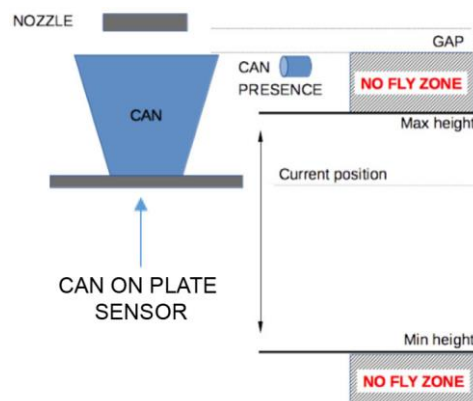 NOZZLE
GAP
CAN
PRESENCE
NO FLY ZONE
CAN
Max height
Current position
CAN ON PLATE
SENSOR
Min height
NO FLY ZONE